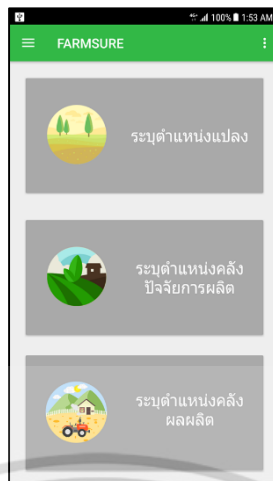 100% 1:53 AM
FARMSURE
ระบุตำแหน่งแปลง
ระบุตำแหน่งคลัง
ปัจจัยการผลิต
ระบุตำแหน่งคลัง
ผลผลิต